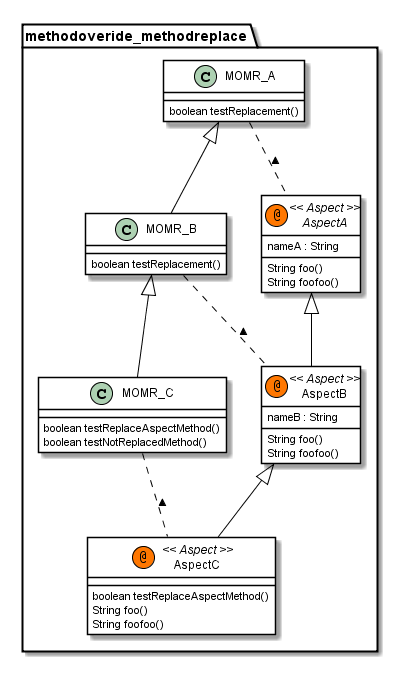 methodoveride_methodreplace
C
MOMR_A
boolean testReplacement()
@
<< Aspect >>
AspectA
nameA : String
String foo()
String foofoo()
C
MOMR_B
boolean testReplacement()
@
<< Aspect >>
AspectB
nameB : String
String foo()
String foofoo()
C
MOMR_C
boolean testReplaceAspectMethod()
boolean testNotReplacedMethod()
@
<< Aspect >>
AspectC
boolean testReplaceAspectMethod()
String foo()
String foofoo()